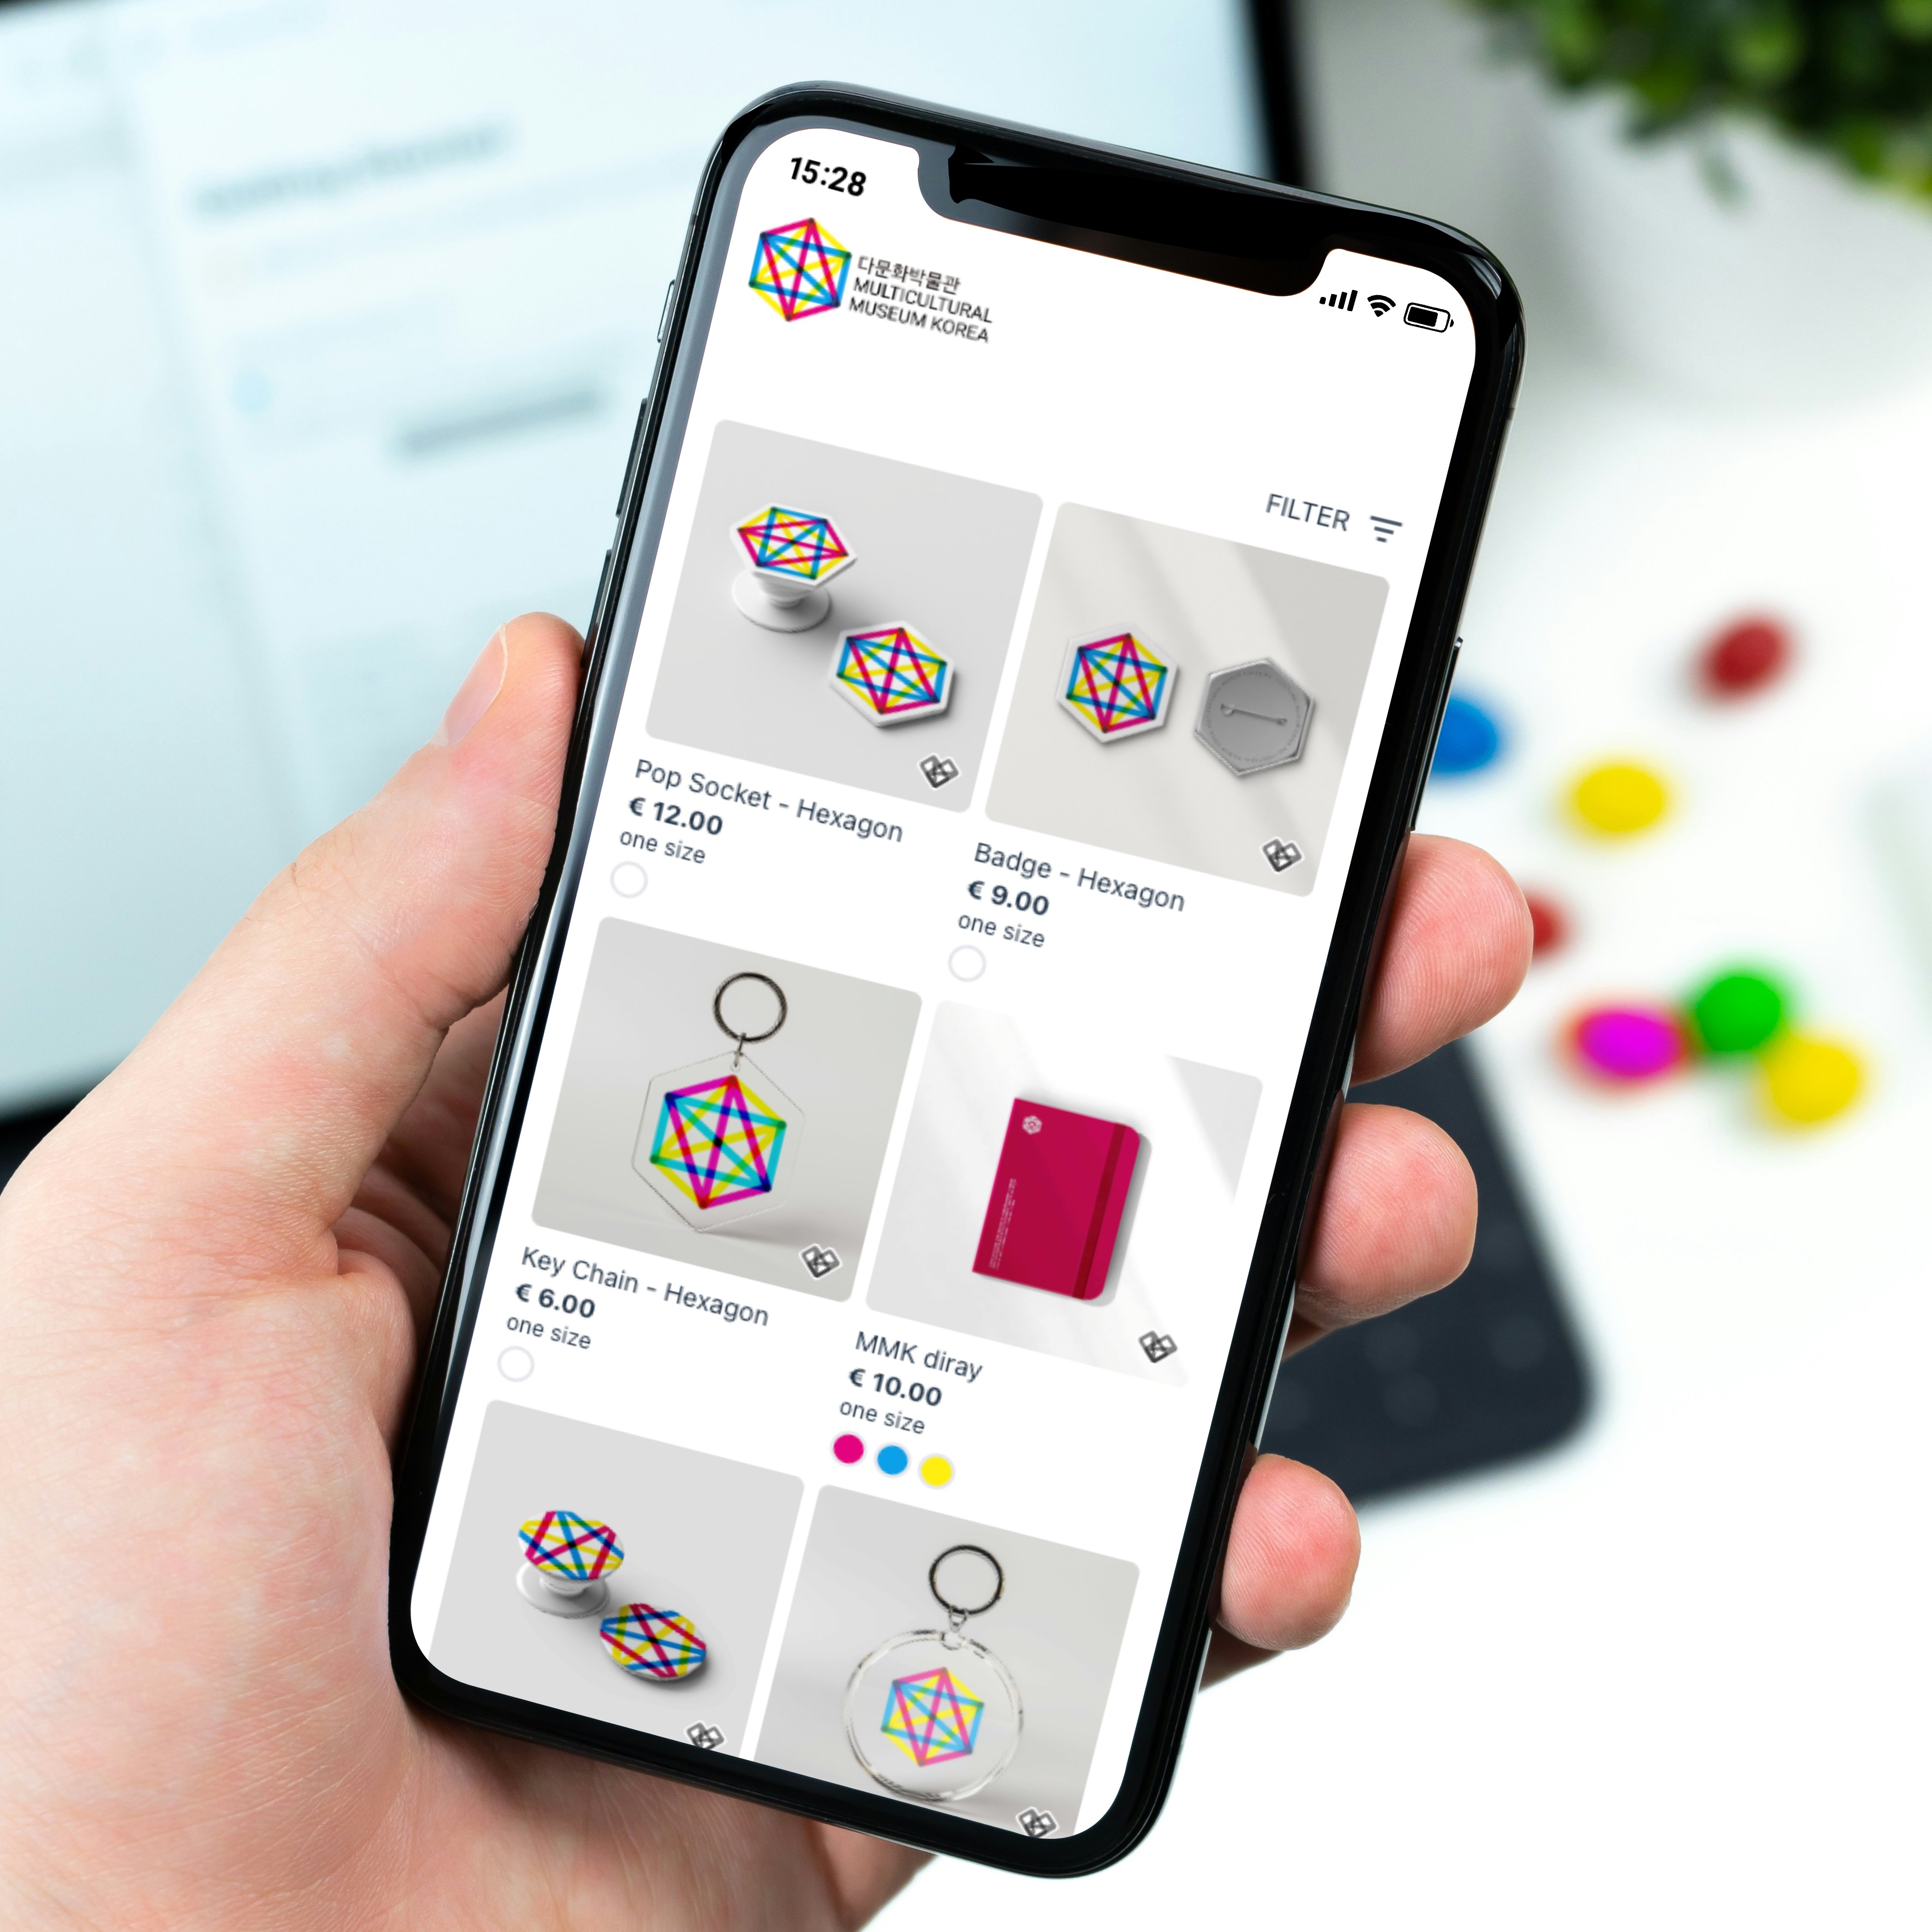 15:28
다문화박물관
MULTICULTURAL
MUSEUM KOREA
FILTER
Pop Socket - Hexagon
€ 12.00
one size
Badge - Hexagon
€ 9.00
one size
Key Chain - Hexagon
€ 6.00
one size
MMK diray
€ 10.00
one size